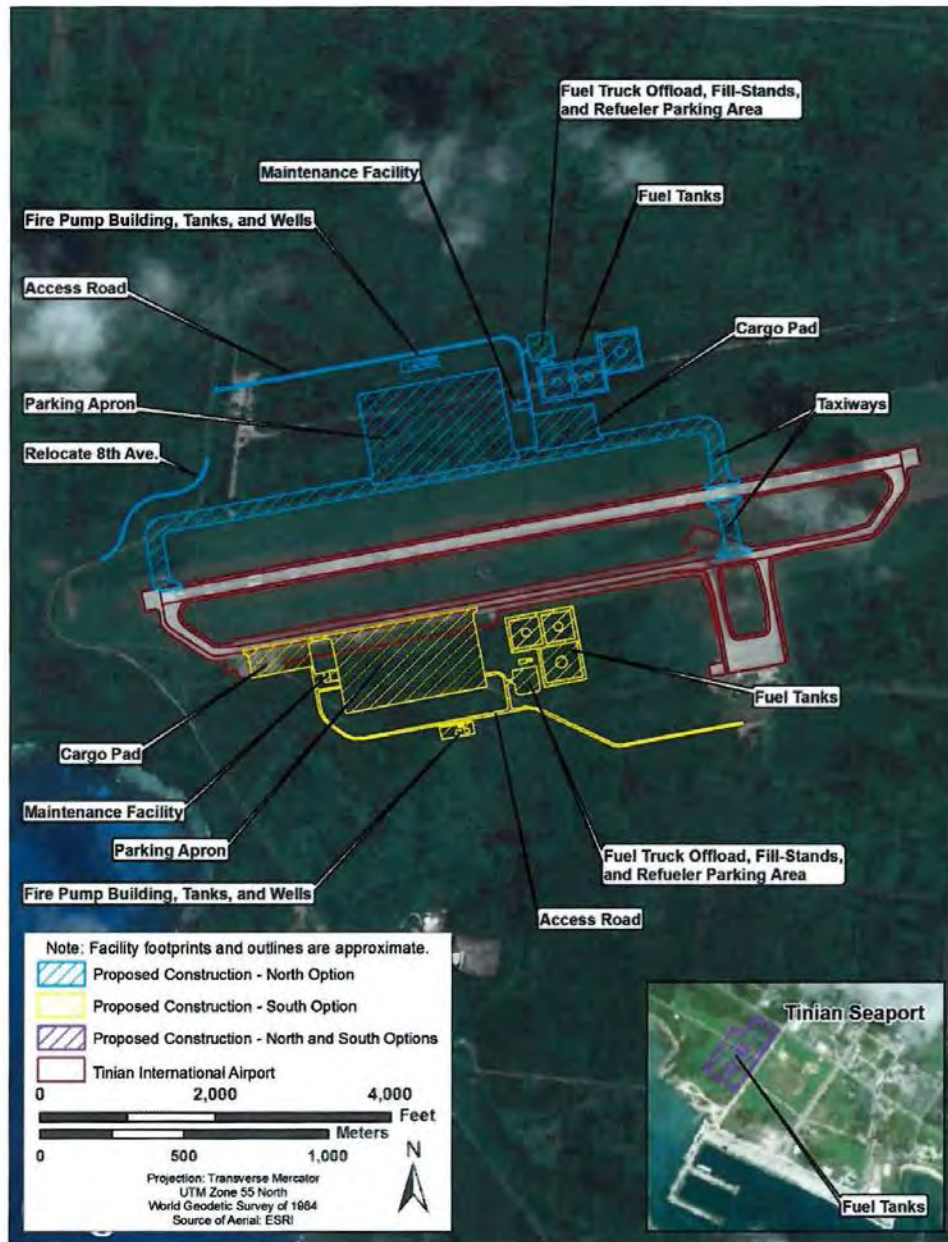 Fuel Truck Offload, Fill-Stands,
and Refueler Parking Area
Maintenance Facility
Fuel Tanks
Fire Pump Building, Tanks, and Wells
Access Road
Cargo Pad
Parking Apron
Taxiways
Relocate 8th Ave.
Fuel Tanks
Cargo Pad
Maintenance Facility
Parking Apron
Fuel Truck Offload, Fill-Stands,
and Refueler Parking Area
Fire Pump Building, Tanks, and Wells
Access Road
Note: Facility footprints and outlines are approximate.
Proposed Construction - North Option
Proposed Construction - South Option
Proposed Construction - North and South Options
Tinian International Airport
0 2,000 4,000
Feet
Meters
0 500 1,000
N
Projection: Transverse Mercator
UTM Zone 55 North
World Geodetic Survey of 1984
Source of Aerial: ESRI
Tinian Seaport
Fuel Tanks